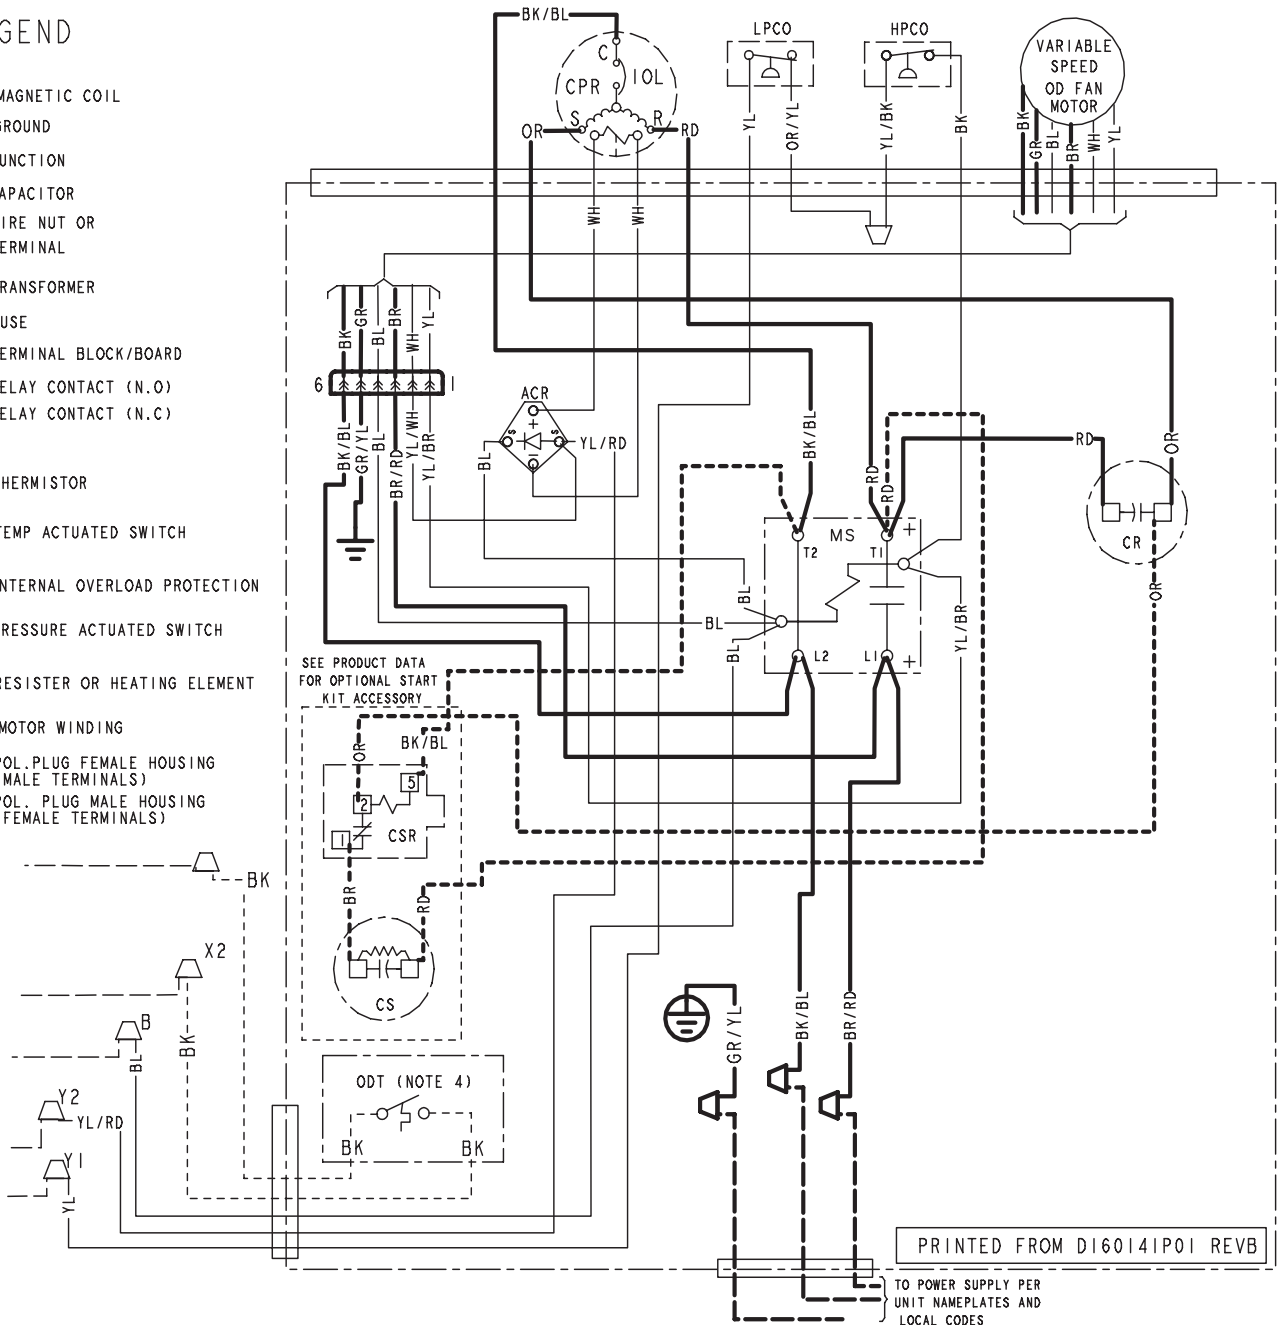 GEND
MAGNETIC COIL
GROUND
UNCTION
APACITOR
IRE NUT OR
ERMINAL
RANSFORMER
USE
ERMINAL BLOCK/BOARD
ELAY CONTACT (N.O)
ELAY CONTACT (N.C)
HERMISTOR
TEMP ACTUATED SWITCH
NTERNAL OVERLOAD PROTECTION
RESSURE ACTUATED SWITCH
RESISTER OR HEATING ELEMENT
MOTOR WINDING
POL.PLUG FEMALE HOUSING
MALE TERMINALS)
POL. PLUG MALE HOUSING
FEMALE TERMINALS)
BK/BL
C
CPR
IOL
S
R
OR
RD
WH
WH
LPCO
YL
OR/YL
HPCO
YL/BK
BK
VARIABLE
SPEED
OD FAN
MOTOR
BK
GR
BL
BR
WH
YL
BK
GR
BL
BR
WH
YL
6
1
BK/BL
GR/YL
BL
BR/RD
YL/WH
YL/BR
ACR
+
S
S
−
BL
YL/RD
BK/BL
RD
RD
RD
OR
CR
OR
MS
T2
T1
+
L2
L1
+
BL
BL
BL
YL/BR
SEE PRODUCT DATA
FOR OPTIONAL START
KIT ACCESSORY
OR
BK/BL
5
2
1
CSR
BR
RD
CS
BK
X2
BK
B
BL
Y2
YL/RD
Y1
YL
ODT (NOTE 4)
BK
BK
GR/YL
BK/BL
BR/RD
PRINTED FROM D160141P01 REVB
TO POWER SUPPLY PER
UNIT NAMEPLATES AND
LOCAL CODES